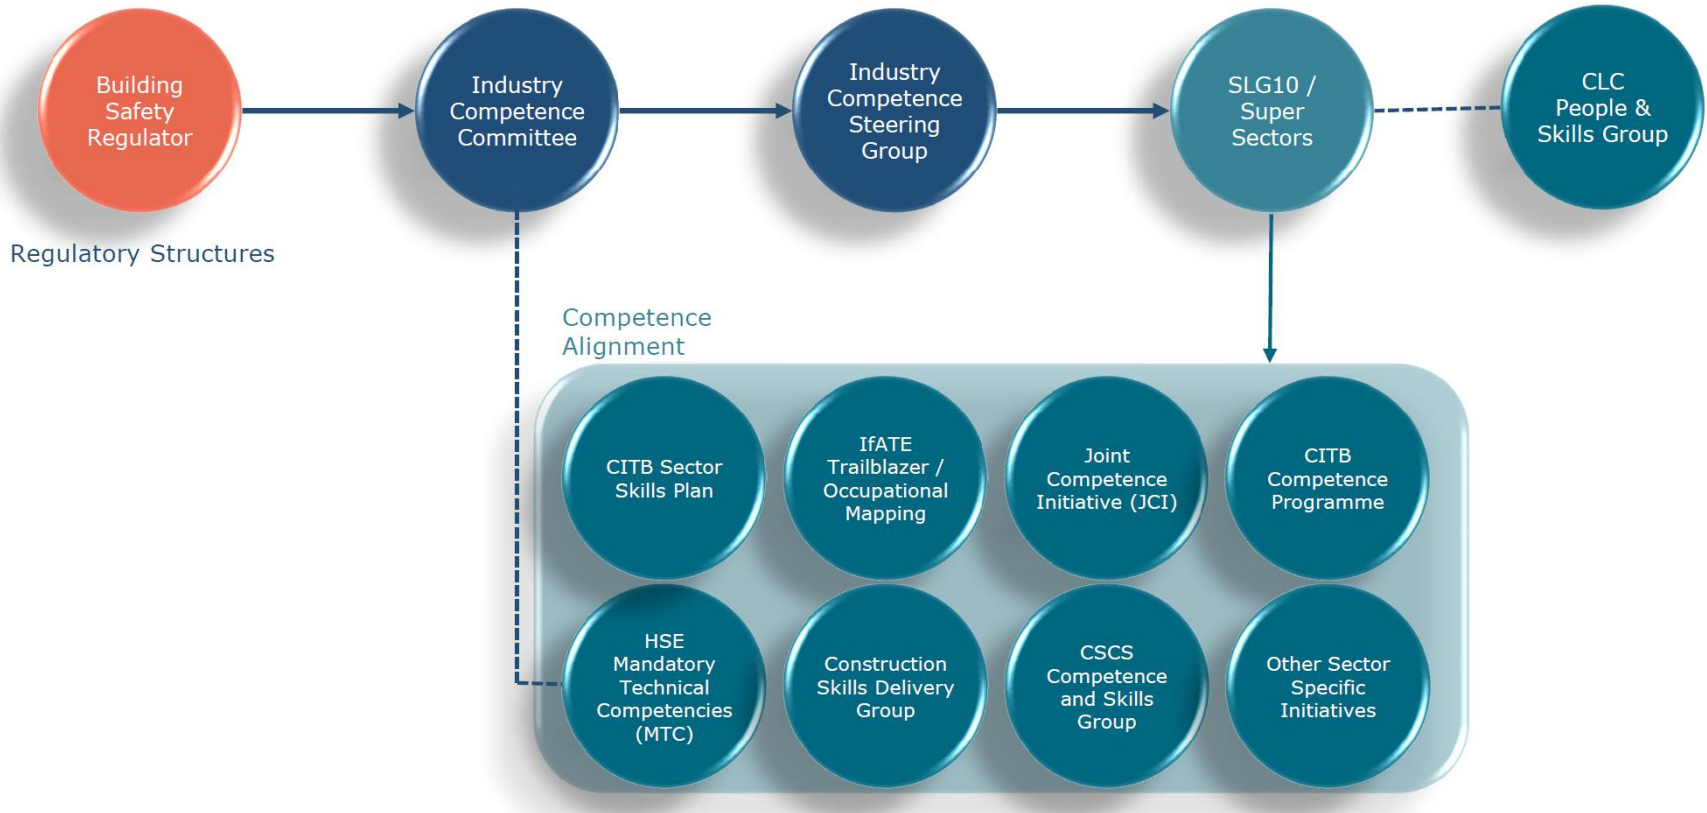 Building
Safety
Regulator
Industry
Competence
Committee
Industry
Competence
Steering
Group
SLG10 /
Super
Sectors
CLC
People &
Skills Group
Regulatory Structures
Competence
Alignment
CITB Sector
Skills Plan
IfATE
Trailblazer /
Occupational
Mapping
Joint
Competence
Initiative (JCI)
CITB
Competence
Programme
HSE
Mandatory
Technical
Competencies
(MTC)
Construction
Skills Delivery
Group
CSCS
Competence
and Skills
Group
Other Sector
Specific
Initiatives